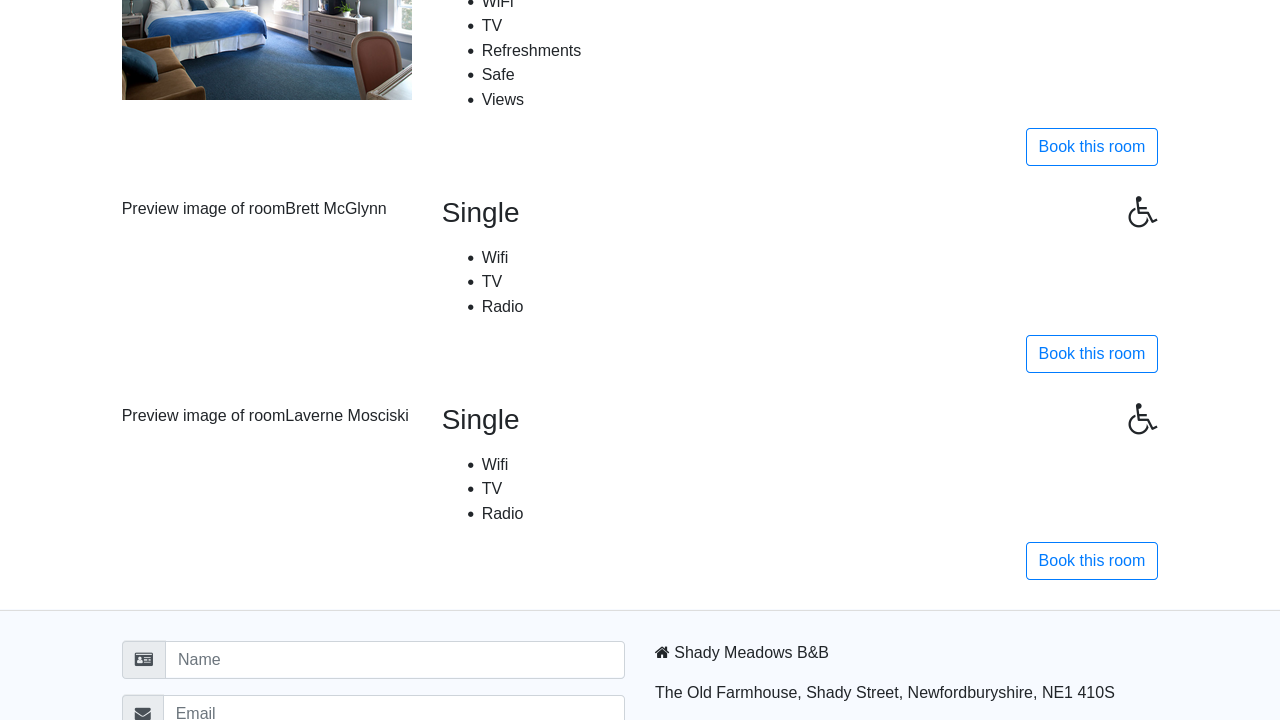 WiFi
TV
Refreshments
Safe
Views
Book this room
Preview image of roomBrett McGlynn
Single
Wifi
TV
Radio
Book this room
Preview image of roomLaverne Mosciski
Single
Wifi
TV
Radio
Book this room
Name
Email
Shady Meadows B&B
The Old Farmhouse, Shady Street, Newfordburyshire, NE1 410S